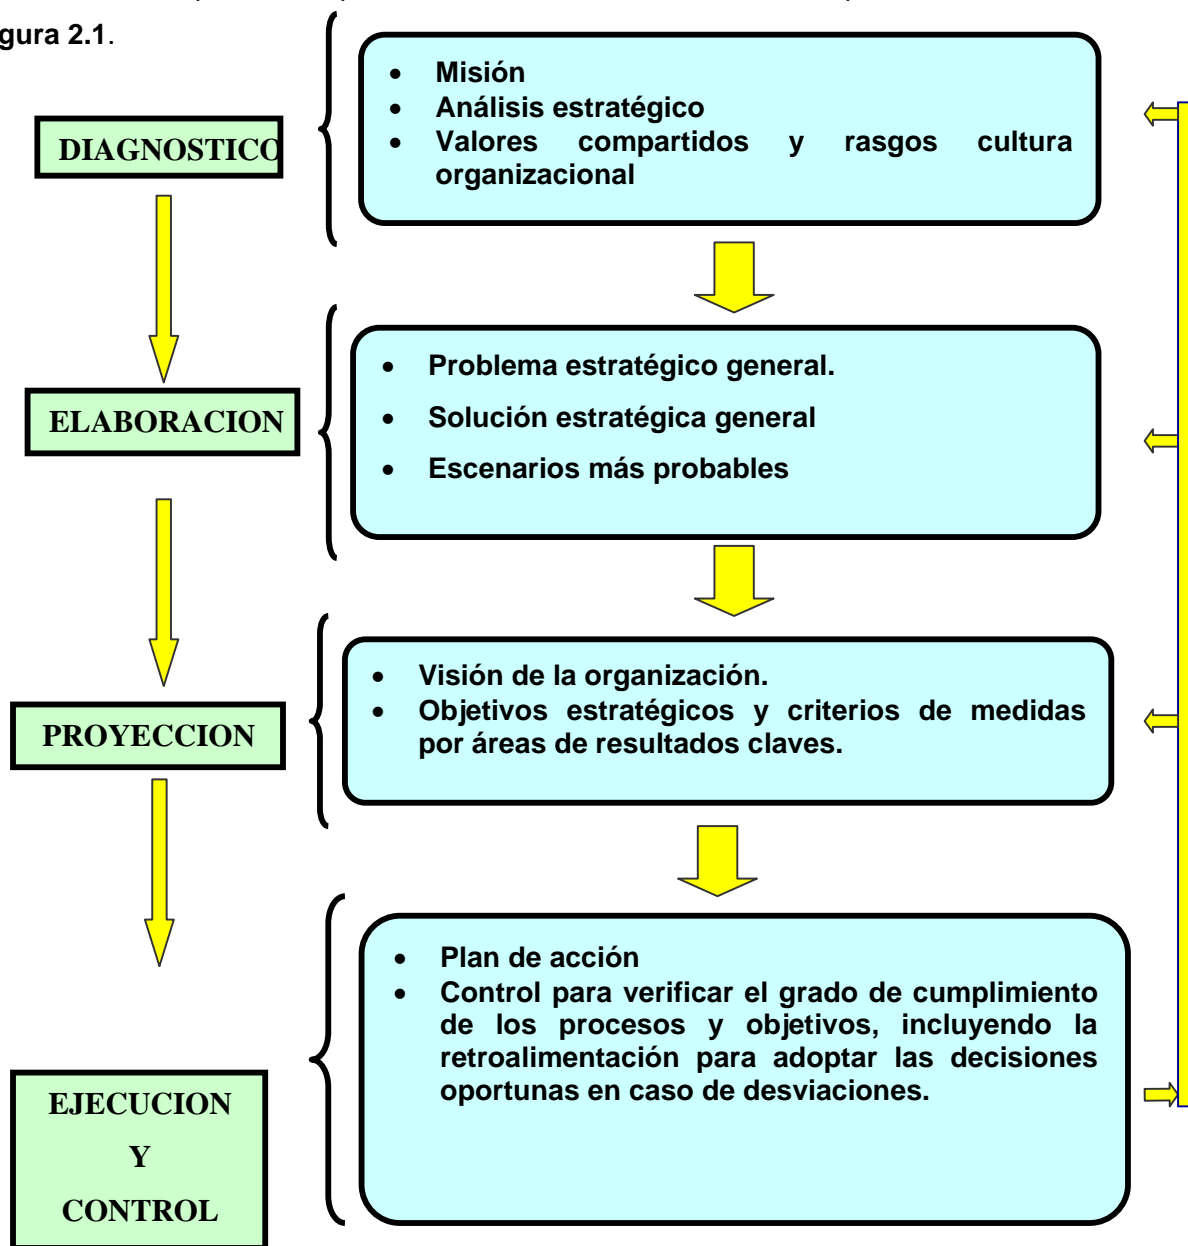 gura 2.1.
• Misión
• Análisis estratégico
• Valores compartidos y rasgos cultura
organizacional
DIAGNOSTICO
• Problema estratégico general.
• Solución estratégica general
• Escenarios más probables
ELABORACION
• Visión de la organización.
• Objetivos estratégicos y criterios de medidas
por áreas de resultados claves.
PROYECCION
• Plan de acción
• Control para verificar el grado de cumplimiento
de los procesos y objetivos, incluyendo la
retroalimentación para adoptar las decisiones
oportunas en caso de desviaciones.
EJECUCION
Y
CONTROL